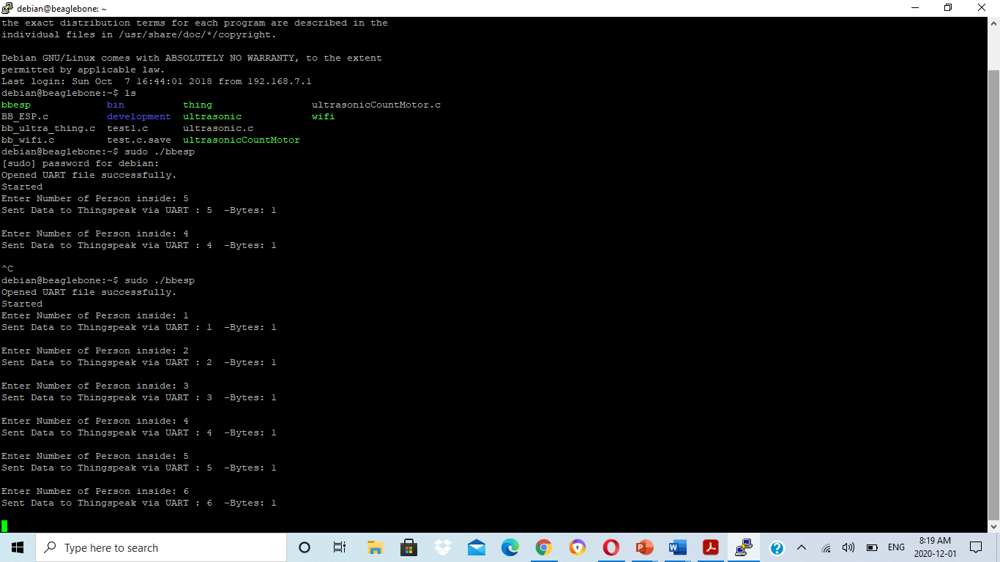 debian@beaglebone: ~
the exact distribution terms for each program are described in the
individual files in /usr/share/doc/*/copyright.
Debian GNU/Linux comes with ABSOLUTELY NO WARRANTY, to the extent
permitted by applicable law.
Last login: Sun Oct  7 16:44:01 2018 from 192.168.7.1
debian@beaglebone:~$ ls
bbesp             bin          thing                 ultrasonicCountMotor.c
BB_ESP.c          development  ultrasonic            wifi
bb_ultra_thing.c  test1.c      ultrasonic.c
bb_wifi.c         test.c.save  ultrasonicCountMotor
debian@beaglebone:~$ sudo ./bbesp
[sudo] password for debian:
Opened UART file successfully.
Started
Enter Number of Person inside: 5
Sent Data to Thingspeak via UART : 5  -Bytes: 1
Enter Number of Person inside: 4
Sent Data to Thingspeak via UART : 4  -Bytes: 1
^C
debian@beaglebone:~$ sudo ./bbesp
Opened UART file successfully.
Started
Enter Number of Person inside: 1
Sent Data to Thingspeak via UART : 1  -Bytes: 1
Enter Number of Person inside: 2
Sent Data to Thingspeak via UART : 2  -Bytes: 1
Enter Number of Person inside: 3
Sent Data to Thingspeak via UART : 3  -Bytes: 1
Enter Number of Person inside: 4
Sent Data to Thingspeak via UART : 4  -Bytes: 1
Enter Number of Person inside: 5
Sent Data to Thingspeak via UART : 5  -Bytes: 1
Enter Number of Person inside: 6
Sent Data to Thingspeak via UART : 6  -Bytes: 1
Type here to search
ENG
8:19 AM
2020-12-01